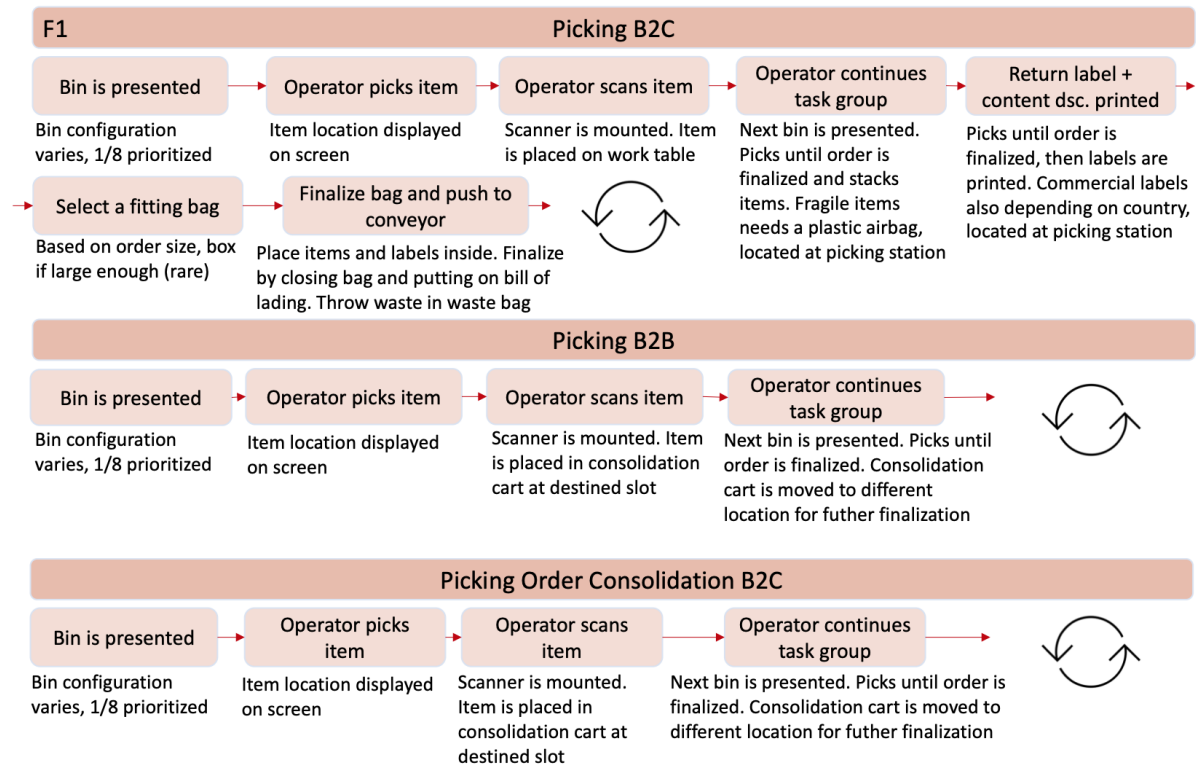 F1
Picking B2C
Bin is presented
Operator picks item
Operator scans item
Operator continues
task group
Return label +
content dsc. printed
Bin configuration
varies, 1/8 prioritized
Item location displayed
on screen
Scanner is mounted. Item
is placed on work table
Next bin is presented.
Picks until order is
finalized and stacks
items. Fragile items
needs a plastic airbag,
located at picking station
Picks until order is
finalized, then labels are
printed. Commercial labels
also depending on country,
located at picking station
Select a fitting bag
Finalize bag and push to
conveyor
Based on order size, box
if large enough (rare)
Place items and labels inside. Finalize
by closing bag and putting on bill of
lading. Throw waste in waste bag
Picking B2B
Bin is presented
Operator picks item
Operator scans item
Operator continues
task group
Bin configuration
varies, 1/8 prioritized
Item location displayed
on screen
Scanner is mounted. Item
is placed in consolidation
cart at destined slot
Next bin is presented. Picks until
order is finalized. Consolidation
cart is moved to different
location for futher finalization
Picking Order Consolidation B2C
Bin is presented
Operator picks
item
Operator scans
item
Operator continues
task group
Bin configuration
varies, 1/8 prioritized
Item location displayed
on screen
Scanner is mounted.
Item is placed in
consolidation cart at
destined slot
Next bin is presented. Picks until order is
finalized. Consolidation cart is moved to
different location for futher finalization